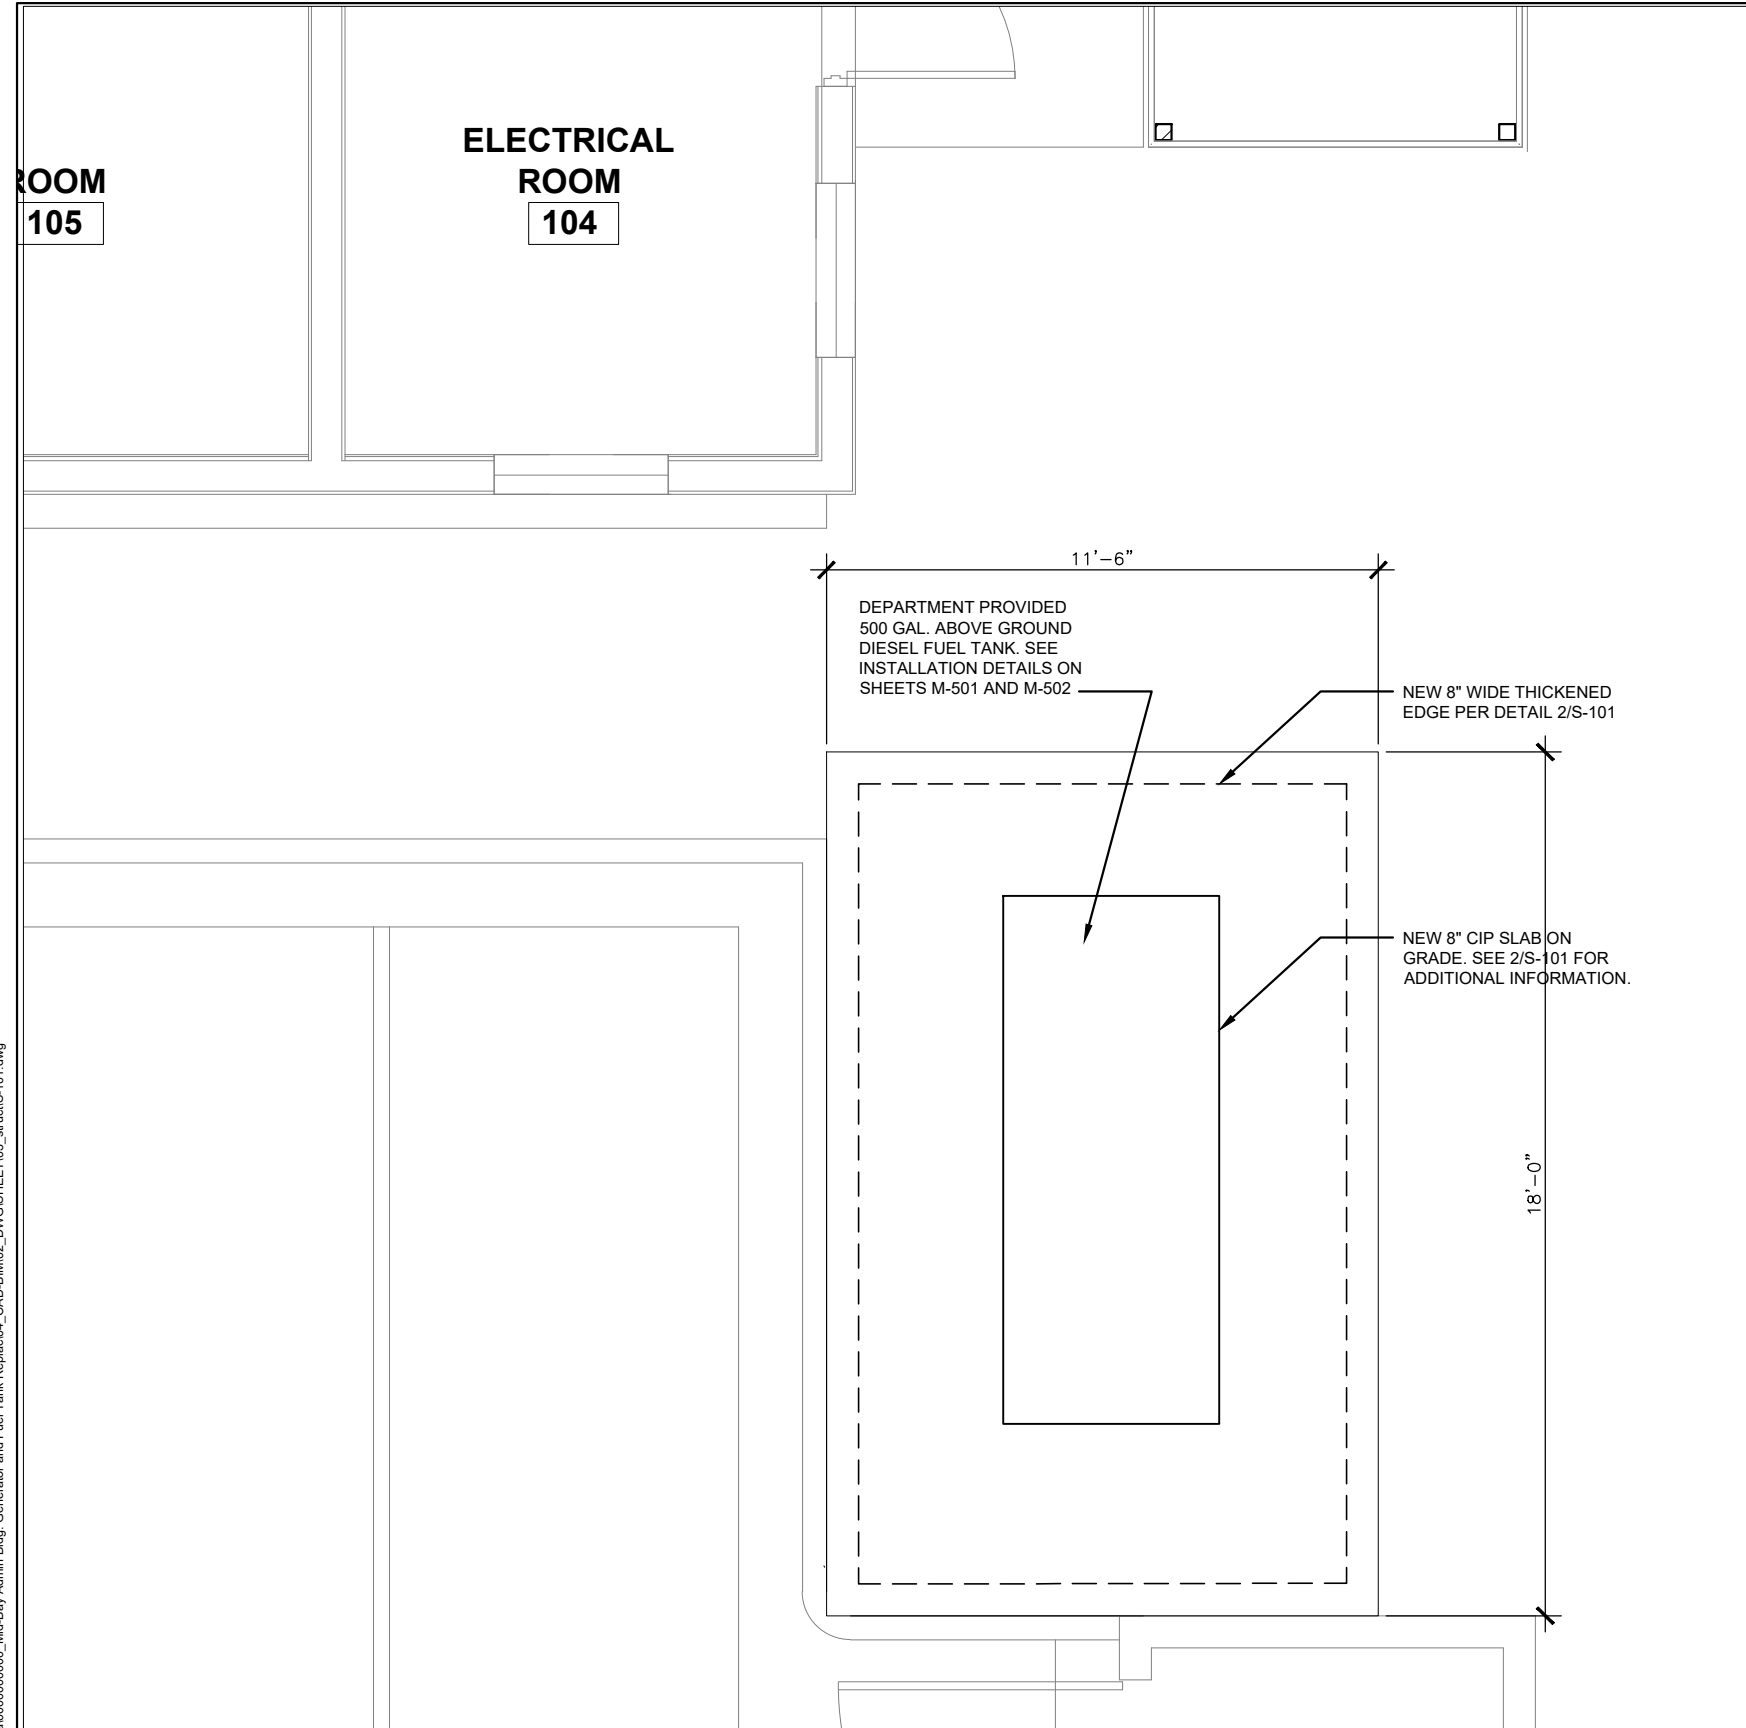 ELECTRICAL
ROOM
104
ROOM
105
11'-6"
DEPARTMENT PROVIDED
500 GAL. ABOVE GROUND
DIESEL FUEL TANK. SEE
INSTALLATION DETAILS ON
SHEETS M-501 AND M-502
NEW 8" WIDE THICKENED
EDGE PER DETAIL 2/S-101
NEW 8" CIP SLAB ON
GRADE. SEE 2/S-101 FOR
ADDITIONAL INFORMATION.
18'-0"